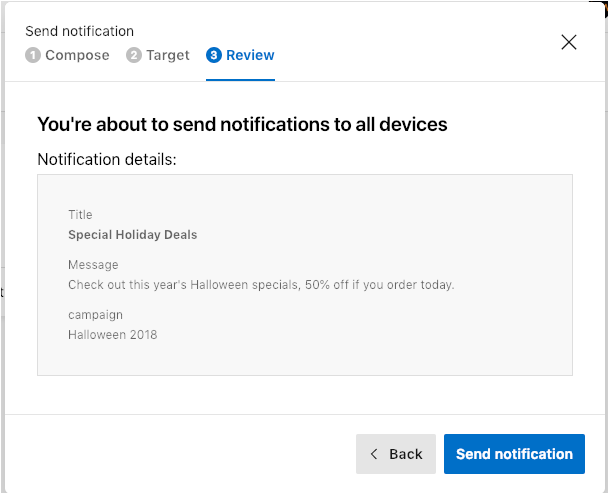 Send notification
1 Compose 2 Target 3 Review
You're about to send notifications to all devices
Notification details:
Title
Special Holiday Deals
Message
Check out this year's Halloween specials, 50% off if you order today.
campaign
Halloween 2018
Back Send notification